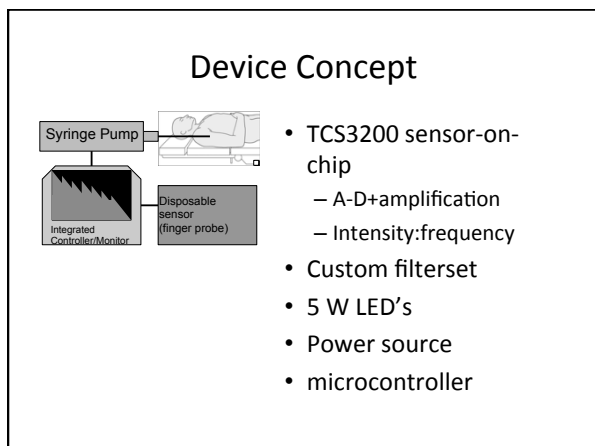 Device Concept
Syringe Pump
Integrated
Controller/Monitor
Disposable
sensor
(finger probe)
• TCS3200 sensor-on-
chip
– A-D+amplification
– Intensity:frequency
• Custom filterset
• 5 W LED's
• Power source
• microcontroller